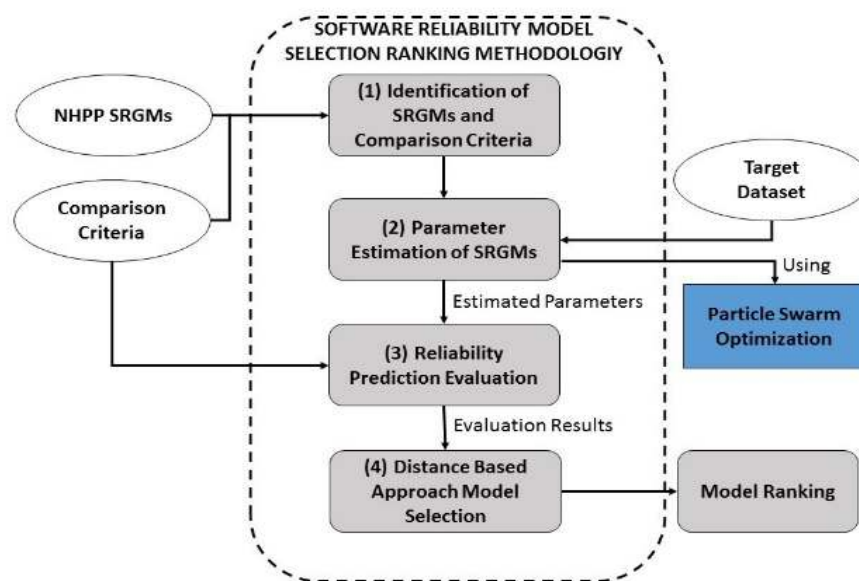 SOFTWARE RELIABILITY MODEL
SELECTION RANKING METHODOLOGIY
NHPP SRGMs
(1) Identification of
SRGMs and
Comparison Criteria
Comparison
Criteria
Target
Dataset
(2) Parameter
Estimation of SRGMs
Using
Estimated Parameters
Particle Swarm
Optimization
(3) Reliability
Prediction Evaluation
Evaluation Results
(4) Distance Based
Approach Model
Selection
Model Ranking